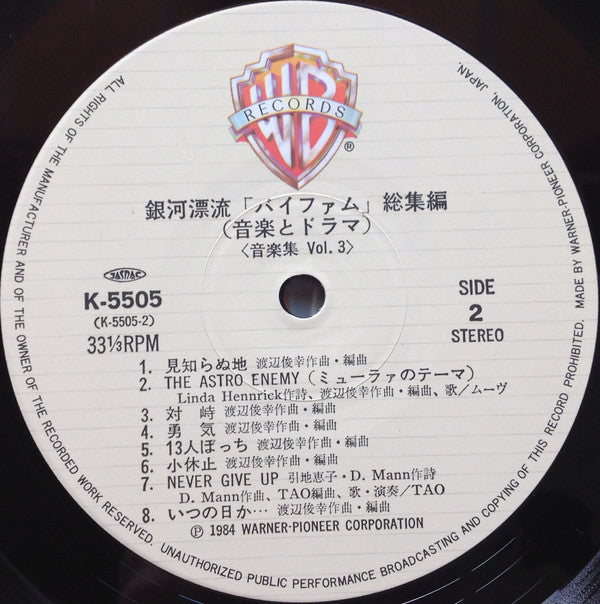 WB
RECORDS
®
銀河漂流「バイファム」総集編
(音楽とドラマ)
〈音楽集 Vol.3〉
JASRAC
K-5505
(K-5505-2)
33⅓RPM
SIDE
2
STEREO
1. 見知らぬ地 渡辺俊幸作曲・編曲
2. THE ASTRO ENEMY (ミューラァのテーマ)
Linda Hennrick作詩、渡辺俊幸作曲・編曲、歌/ムーヴ
3. 対峙 渡辺俊幸作曲・編曲
4. 勇気 渡辺俊幸作曲・編曲
5. 13人ぼっち 渡辺俊幸作曲・編曲
6. 小休止 渡辺俊幸作曲・編曲
7. NEVER GIVE UP 引地恵子・D. Mann作詩
D. Mann作曲、TAO編曲、歌・演奏/TAO
8. いつの日か… 渡辺俊幸作曲・編曲
Ⓟ 1984 WARNER-PIONEER CORPORATION
ALL RIGHTS OF THE MANUFACTURER AND OF THE OWNER OF THE RECORDED WORK RESERVED. UNAUTHORIZED PUBLIC PERFORMANCE BROADCASTING AND COPYING OF THIS RECORD PROHIBITED. MADE BY WARNER-PIONEER CORPORATION, JAPAN.